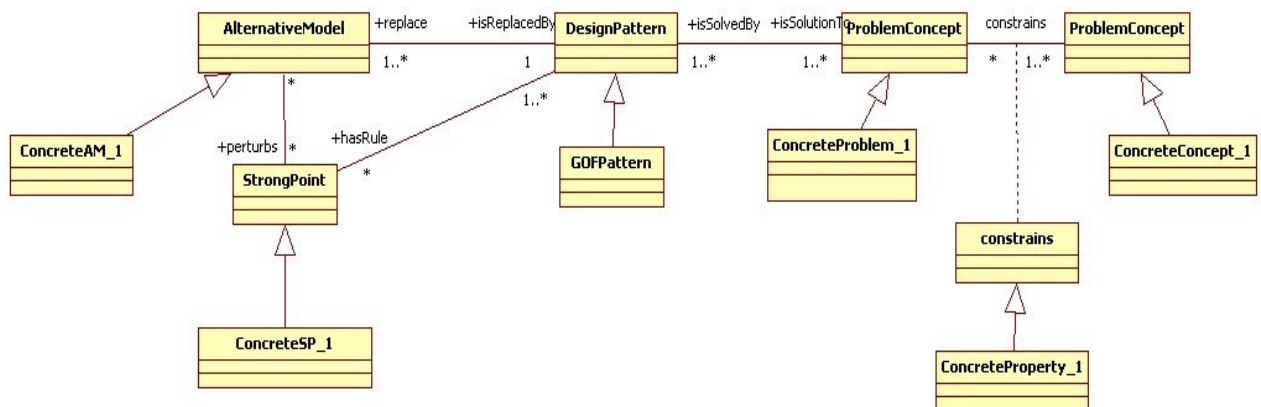 AlternativeModel
+replace
+isReplacedBy
1..*
1
DesignPattern
+isSolvedBy
+isSolutionTo
1..*
1..*
ProblemConcept
constrains
*
1..*
ProblemConcept
*
1..*
ConcreteAM_1
+perturbs
*
+hasRule
*
StrongPoint
GOFPattern
ConcreteProblem_1
ConcreteConcept_1
constrains
ConcreteSP_1
ConcreteProperty_1